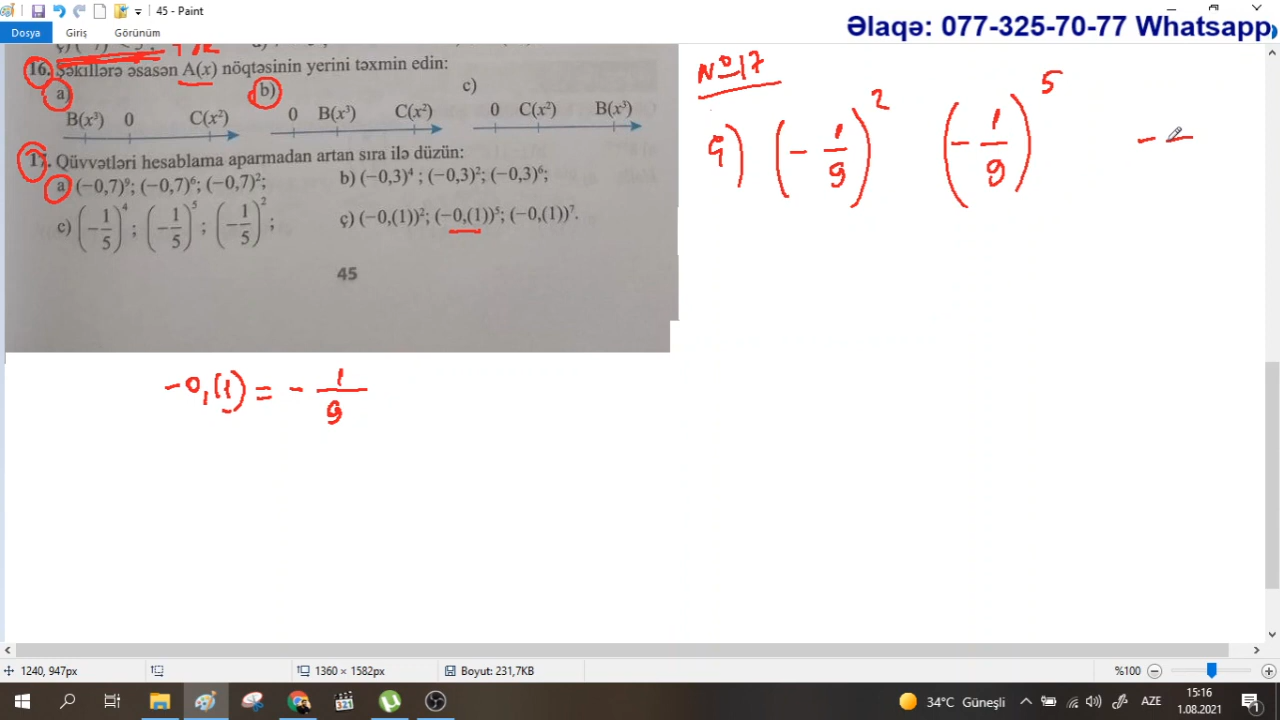 45 - Paint
Əlaqə: 077-325-70-77 Whatsapp
Dosya Giriş Görünüm
16. Şəkillərə əsasən A(x) nöqtəsinin yerini təxmin edin:
a) b) c)
B(x³) 0 C(x²) 0 B(x³) C(x²) 0 C(x²) B(x³)
17. Qüvvətləri hesablama aparmadan artan sıra ilə düzün:
a) (−0,7)⁹; (−0,7)⁶; (−0,7)²; b) (−0,3)⁴ ; (−0,3)²; (−0,3)⁶;
c) (−1/5)⁴ ; (−1/5)⁵ ; (−1/5)² ; ç) (−0,(1))²; (−0,(1))⁵; (−0,(1))⁷.
45
№17
ç) (−1/9)² (−1/9)⁵ −
−0,(1) = −1/9
1240, 947px 1360 × 1582px Boyut: 231,7KB %100
34°C Güneşli AZE 15:16
1.08.2021